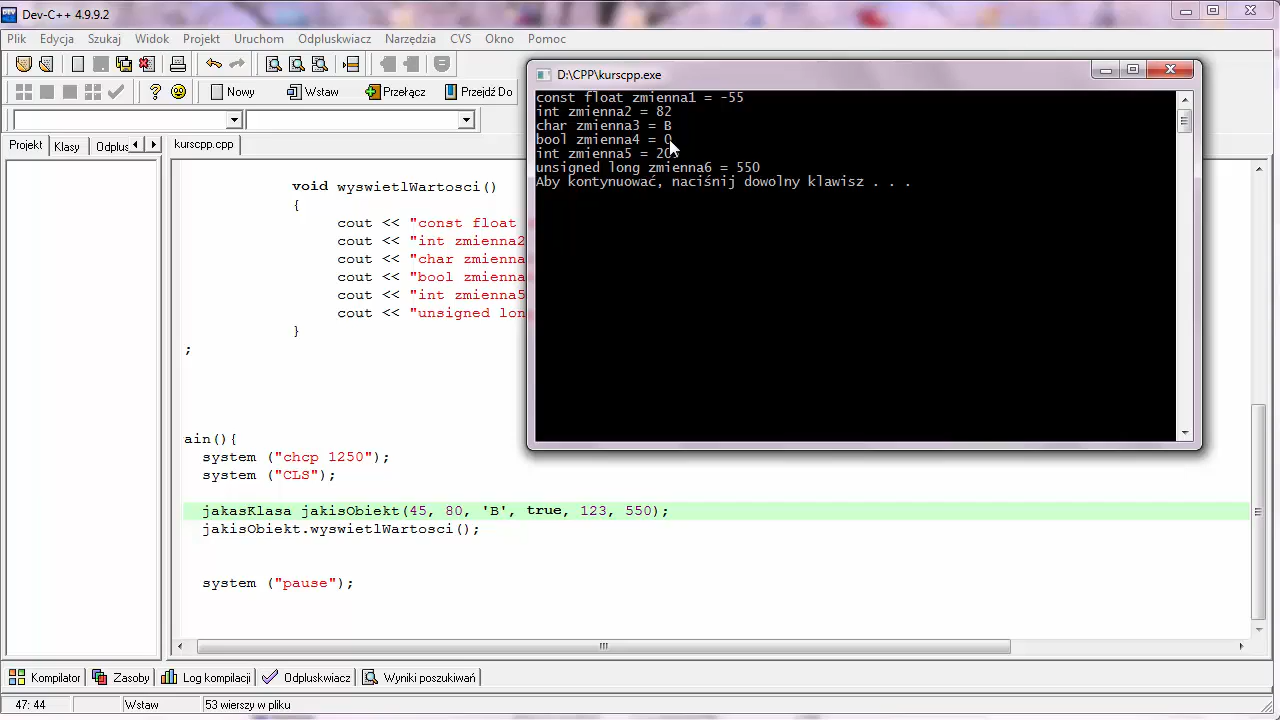 Dev-C++ 4.9.9.2
Plik Edycja Szukaj Widok Projekt Uruchom Odpluskwiacz Narzędzia CVS Okno Pomoc
Nowy Wstaw Przełącz Przejdź Do
Projekt Klasy Odplus kurscpp.cpp
void wyswietlWartosci()
{
cout << "const float
cout << "int zmienna2
cout << "char zmienna
cout << "bool zmienna
cout << "int zmienna5
cout << "unsigned lon
}
;
ain(){
system ("chcp 1250");
system ("CLS");
jakasKlasa jakisObiekt(45, 80, 'B', true, 123, 550);
jakisObiekt.wyswietlWartosci();
system ("pause");
D:\CPP\kurscpp.exe
const float zmienna1 = -55
int zmienna2 = 82
char zmienna3 = B
bool zmienna4 = 0
int zmienna5 =
unsigned long zmienna6 = 550
Aby kontynuować, naciśnij dowolny klawisz . . .
Kompilator Zasoby Log kompilacji Odpluskwiacz Wyniki poszukiwań
47: 44 Wstaw 53 wierszy w pliku